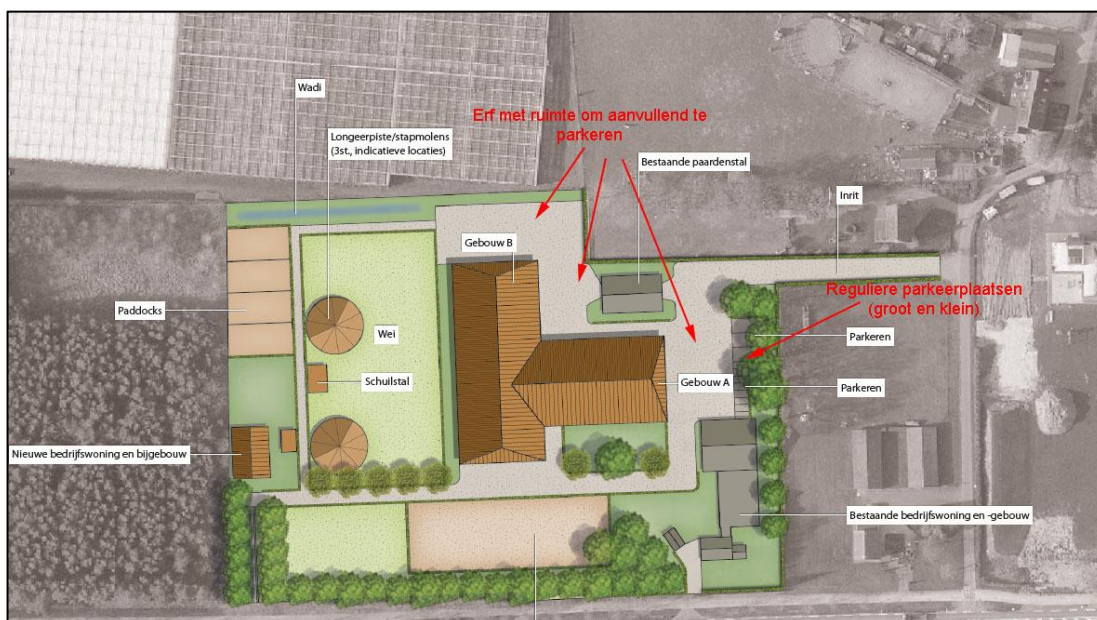 Wadi
Erf met ruimte om aanvullend te
parkeren
Longeerpiste/stapmolens
(3st., indicatieve locaties)
Bestaande paardenstal
Inrit
Gebouw B
Reguliere parkeerplaatsen
(groot en klein)
Paddocks
Wei
Parkeren
Schuilstal
Gebouw A
Parkeren
Nieuwe bedrijfswoning en bijgebouw
Bestaande bedrijfswoning en -gebouw